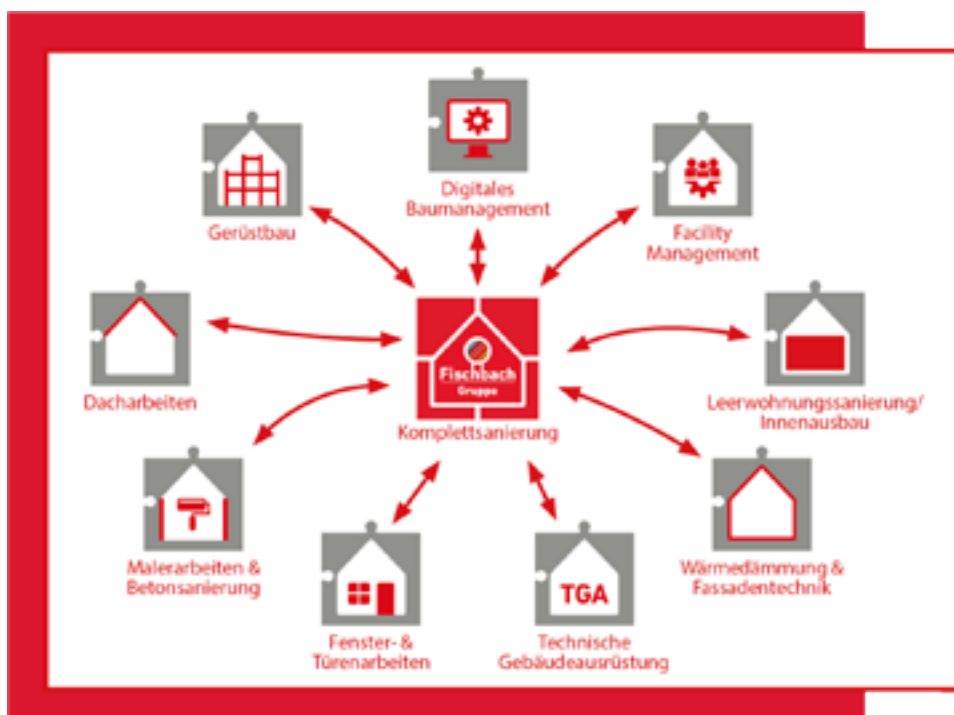 Digitales
Baumanagement
Gerüstbau
Facility
Management
Dacharbeiten
Fischbach
Gruppe
Komplettsanierung
Leerwohnungssanierung/
Innenausbau
Malerarbeiten &
Betonsanierung
Fenster- &
Türenarbeiten
TGA
Technische
Gebäudeausrüstung
Wärmedämmung &
Fassadentechnik